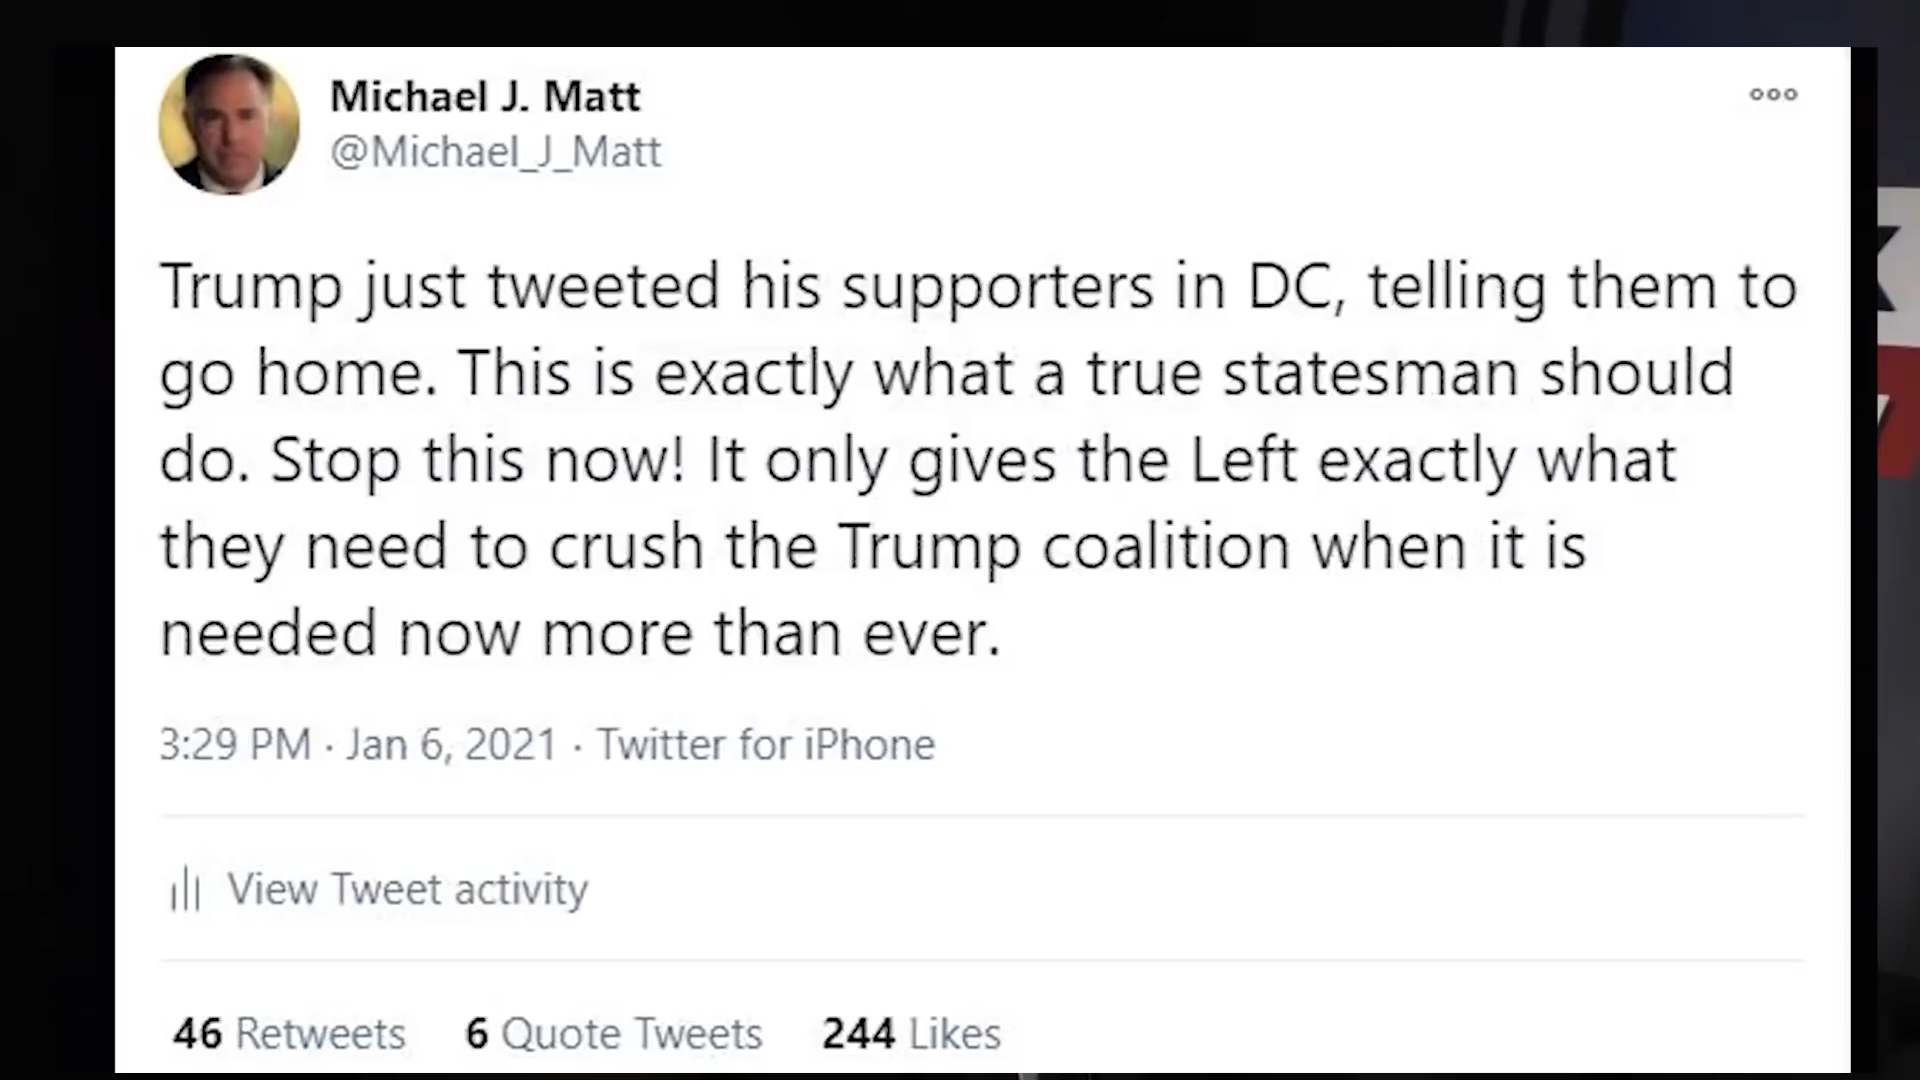 Michael J. Matt
@Michael_J_Matt
Trump just tweeted his supporters in DC, telling them to
go home. This is exactly what a true statesman should
do. Stop this now! It only gives the Left exactly what
they need to crush the Trump coalition when it is
needed now more than ever.
3:29 PM · Jan 6, 2021 · Twitter for iPhone
View Tweet activity
46 Retweets 6 Quote Tweets 244 Likes